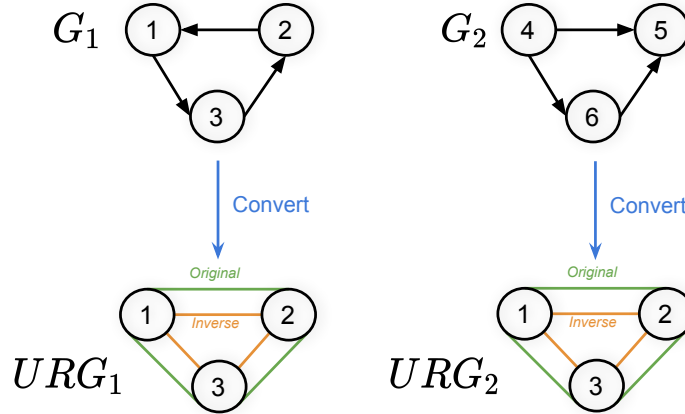 G₁ 1 2
3
Convert
Original
1 Inverse 2
URG₁ 3
G₂ 4 5
6
Convert
Original
1 Inverse 2
URG₂ 3